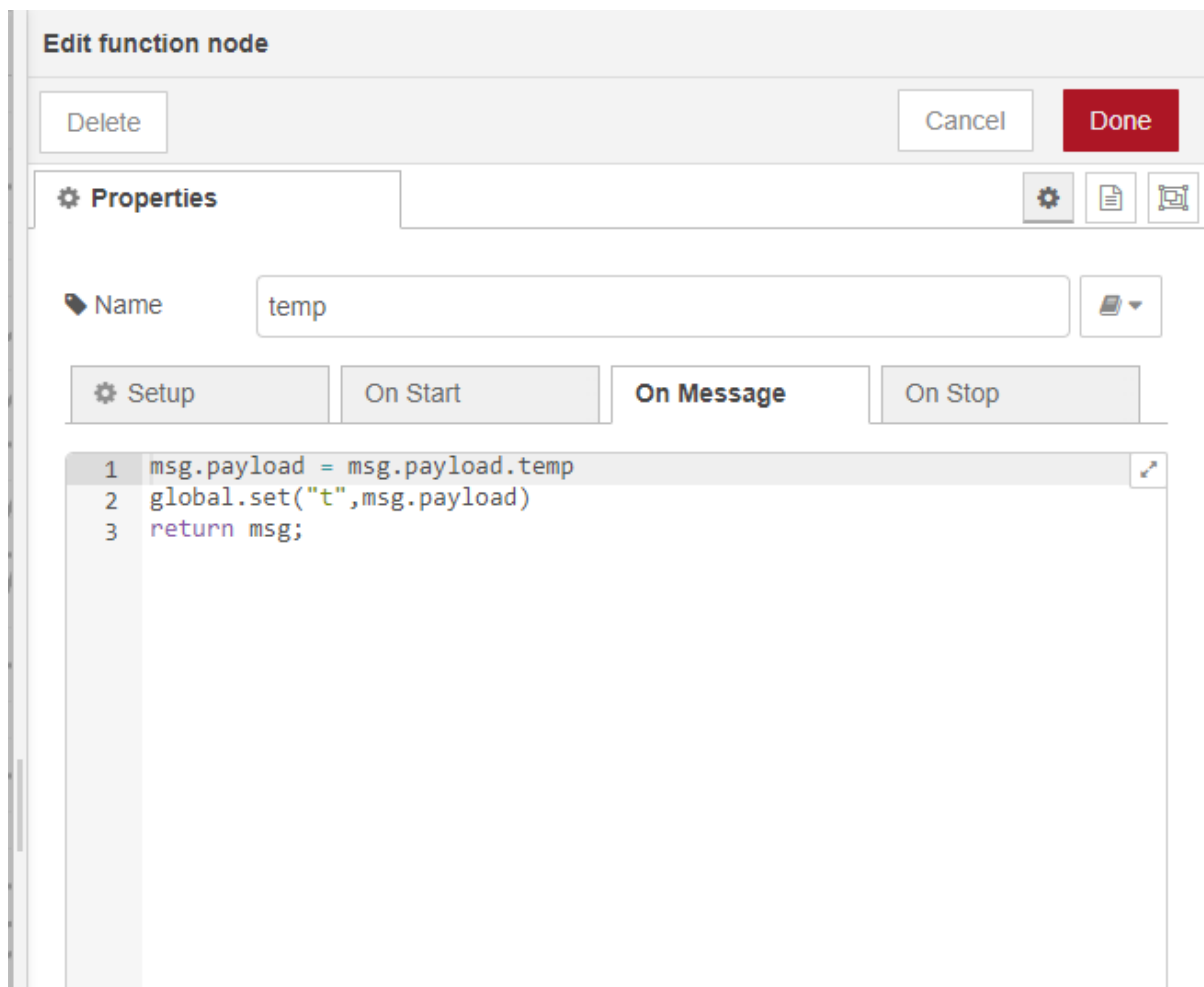 Edit function node
Delete Cancel Done
Properties
Name temp
Setup On Start On Message On Stop
1 msg.payload = msg.payload.temp
2 global.set("t",msg.payload)
3 return msg;